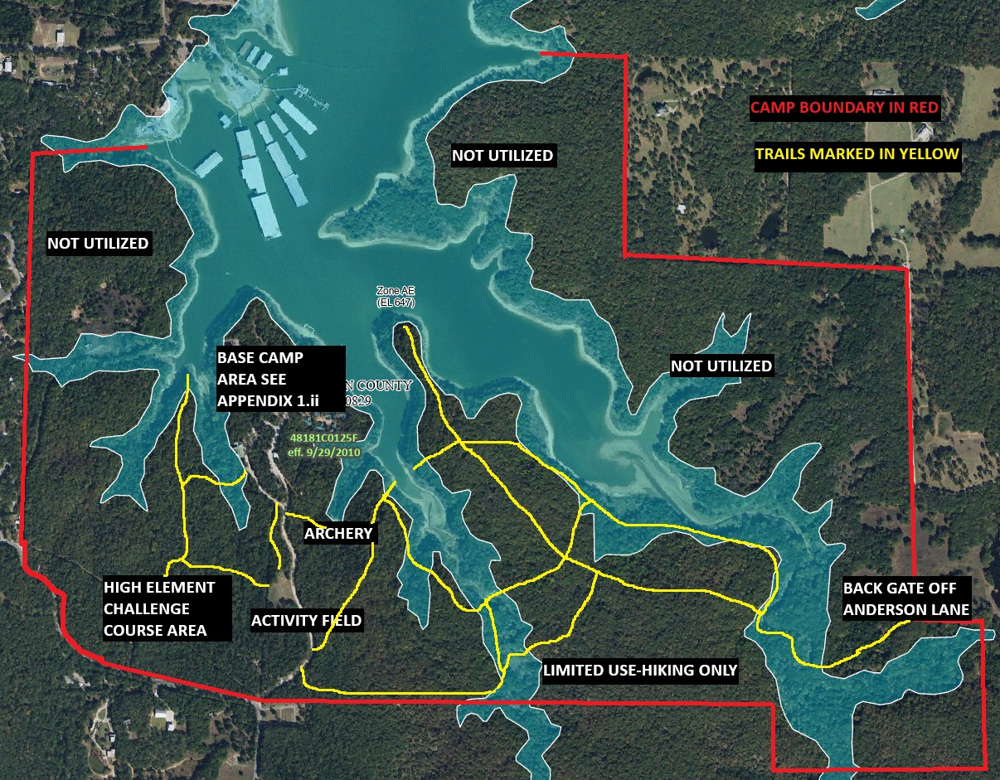 CAMP BOUNDARY IN RED
TRAILS MARKED IN YELLOW
NOT UTILIZED
NOT UTILIZED
Zone AE
(EL 647)
BASE CAMP
AREA SEE
APPENDIX 1.ii
N COUNTY
0829
NOT UTILIZED
48181C0125F
eff. 9/29/2010
ARCHERY
HIGH ELEMENT
CHALLENGE
COURSE AREA
ACTIVITY FIELD
BACK GATE OFF
ANDERSON LANE
LIMITED USE-HIKING ONLY